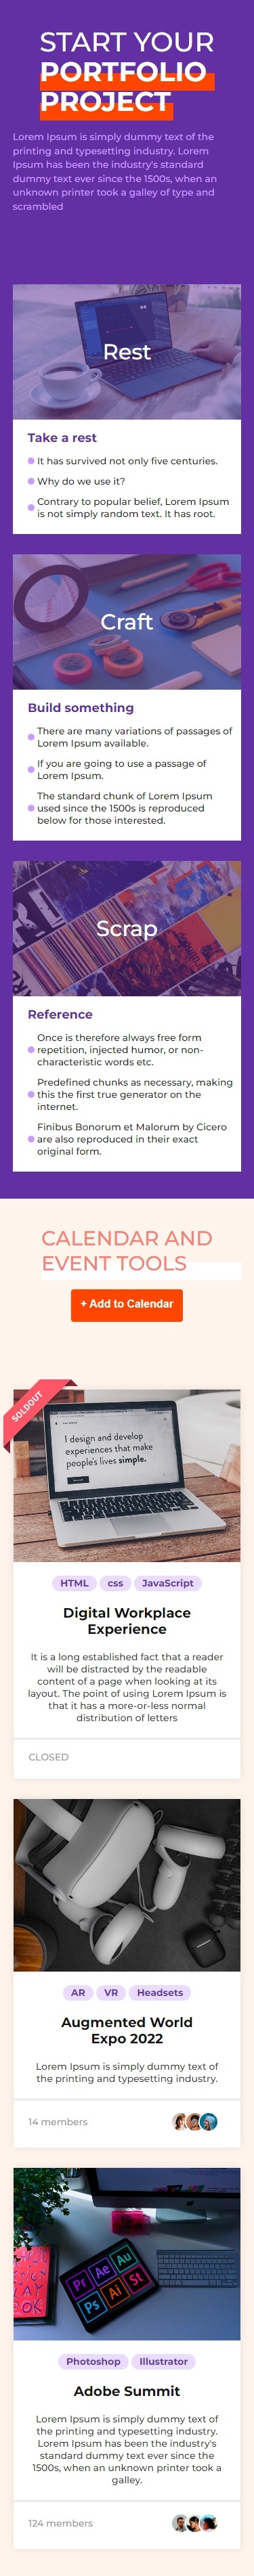 START YOUR
PORTFOLIO
PROJECT
Lorem Ipsum is simply dummy text of the
printing and typesetting industry. Lorem
Ipsum has been the industry's standard
dummy text ever since the 1500s, when an
unknown printer took a galley of type and
scrambled
Rest
Take a rest
It has survived not only five centuries.
Why do we use it?
Contrary to popular belief, Lorem Ipsum
is not simply random text. It has root.
Craft
Build something
There are many variations of passages of
Lorem Ipsum available.
If you are going to use a passage of
Lorem Ipsum.
The standard chunk of Lorem Ipsum
used since the 1500s is reproduced
below for those interested.
Scrap
Reference
Once is therefore always free form
repetition, injected humor, or non-
characteristic words etc.
Predefined chunks as necessary, making
this the first true generator on the
internet.
Finibus Bonorum et Malorum by Cicero
are also reproduced in their exact
original form.
CALENDAR AND
EVENT TOOLS
+ Add to Calendar
SOLDOUT
I design and develop
experiences that make
people's lives simple.
HTML css JavaScript
Digital Workplace
Experience
It is a long established fact that a reader
will be distracted by the readable
content of a page when looking at its
layout. The point of using Lorem Ipsum is
that it has a more-or-less normal
distribution of letters
CLOSED
AR VR Headsets
Augmented World
Expo 2022
Lorem Ipsum is simply dummy text of
the printing and typesetting industry.
14 members
Pr Ae Au
Ps Ai St
Photoshop Illustrator
Adobe Summit
Lorem Ipsum is simply dummy text of
the printing and typesetting industry.
Lorem Ipsum has been the industry's
standard dummy text ever since the
1500s, when an unknown printer took a
galley.
124 members